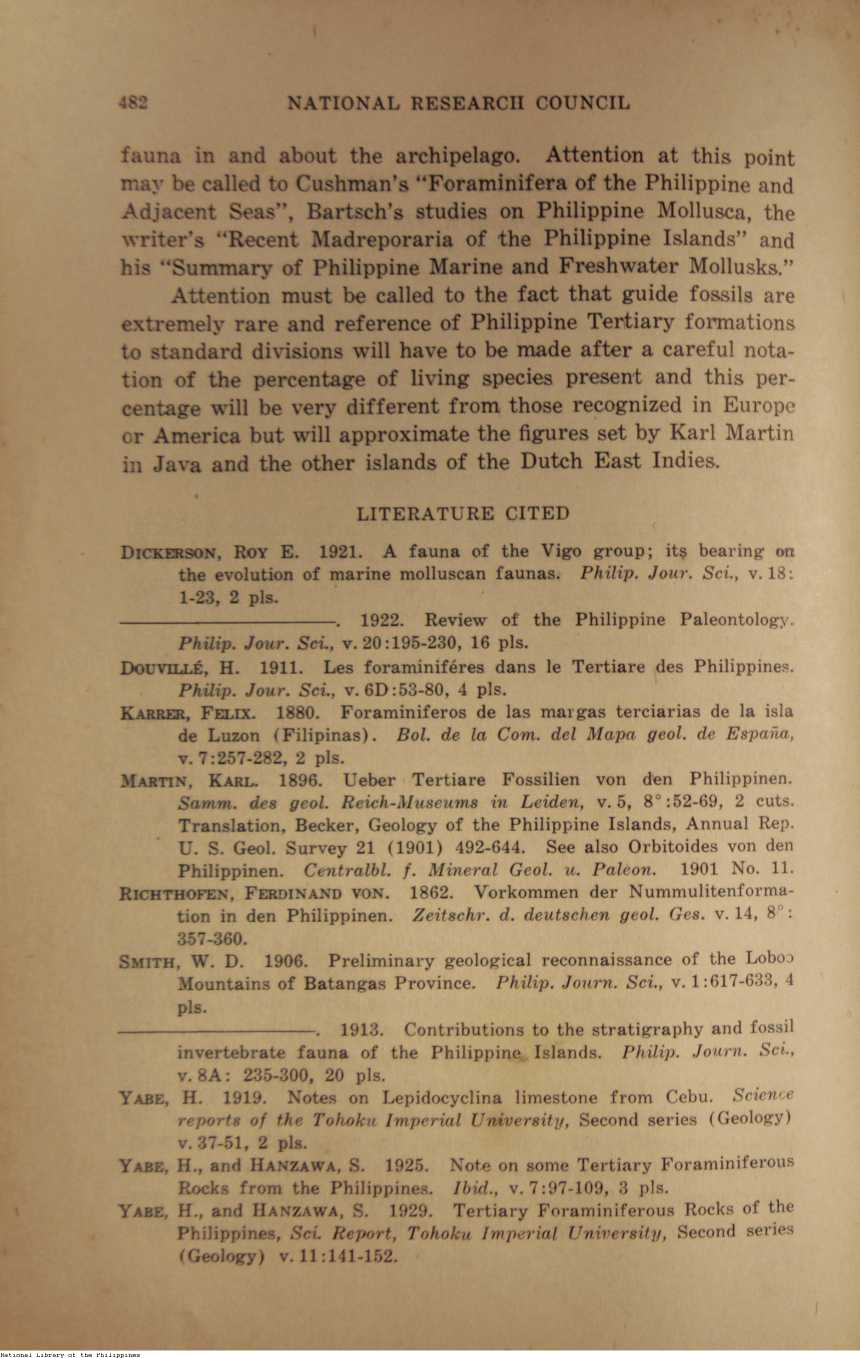 482 NATIONAL RESEARCH COUNCIL
fauna in and about the archipelago. Attention at this point
may be called to Cushman's "Foraminifera of the Philippine and
Adjacent Seas", Bartsch's studies on Philippine Mollusca, the
writer's "Recent Madreporaria of the Philippine Islands" and
his "Summary of Philippine Marine and Freshwater Mollusks."
Attention must be called to the fact that guide fossils are
extremely rare and reference of Philippine Tertiary formations
to standard divisions will have to be made after a careful nota-
tion of the percentage of living species present and this per-
centage will be very different from those recognized in Europe
or America but will approximate the figures set by Karl Martin
in Java and the other islands of the Dutch East Indies.
LITERATURE CITED
DICKERSON, ROY E. 1921. A fauna of the Vigo group; its bearing on
the evolution of marine molluscan faunas. Philip. Jour. Sci., v. 18:
1-23, 2 pls.
————. 1922. Review of the Philippine Paleontology.
Philip. Jour. Sci., v. 20:195-230, 16 pls.
DOUVILLÉ, H. 1911. Les foraminiféres dans le Tertiare des Philippines.
Philip. Jour. Sci., v. 6D:53-80, 4 pls.
KARRER, FELIX. 1880. Foraminiferos de las margas terciarias de la isla
de Luzon (Filipinas). Bol. de la Com. del Mapa geol. de España,
v. 7:257-282, 2 pls.
MARTIN, KARL. 1896. Ueber Tertiare Fossilien von den Philippinen.
Samm. des geol. Reich-Museums in Leiden, v. 5, 8°:52-69, 2 cuts.
Translation, Becker, Geology of the Philippine Islands, Annual Rep.
U. S. Geol. Survey 21 (1901) 492-644. See also Orbitoides von den
Philippinen. Centralbl. f. Mineral Geol. u. Paleon. 1901 No. 11.
RICHTHOFEN, FERDINAND VON. 1862. Vorkommen der Nummulitenforma-
tion in den Philippinen. Zeitschr. d. deutschen geol. Ges. v. 14, 8°:
357-360.
SMITH, W. D. 1906. Preliminary geological reconnaissance of the Loboo
Mountains of Batangas Province. Philip. Journ. Sci., v. 1:617-633, 4
pls.
————. 1913. Contributions to the stratigraphy and fossil
invertebrate fauna of the Philippine Islands. Philip. Journ. Sci.,
v. 8A: 235-300, 20 pls.
YABE, H. 1919. Notes on Lepidocyclina limestone from Cebu. Science
reports of the Tohoku Imperial University, Second series (Geology)
v. 37-51, 2 pls.
YABE, H., and HANZAWA, S. 1925. Note on some Tertiary Foraminiferous
Rocks from the Philippines. Ibid., v. 7:97-109, 3 pls.
YABE, H., and HANZAWA, S. 1929. Tertiary Foraminiferous Rocks of the
Philippines, Sci. Report, Tohoku Imperial University, Second series
(Geology) v. 11:141-152.
National Library of the Philippines